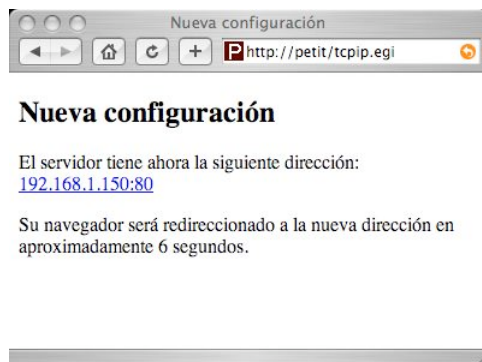 Nueva configuración
P http://petit/tcpip.egi
Nueva configuración
El servidor tiene ahora la siguiente dirección:
192.168.1.150:80
Su navegador será redireccionado a la nueva dirección en
aproximadamente 6 segundos.